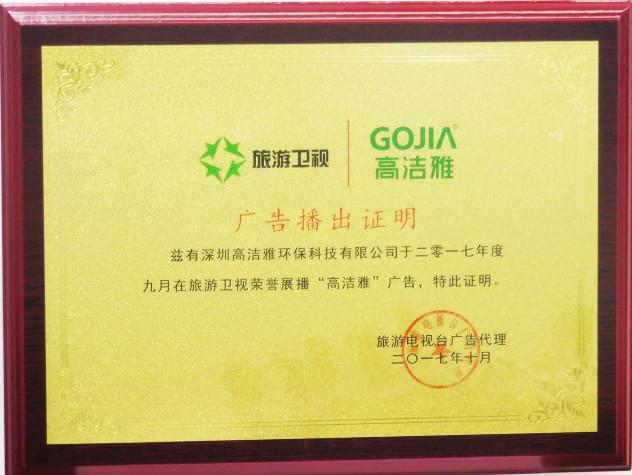 旅游卫视
GOJIA®
高洁雅
广告播出证明
兹有深圳高洁雅环保科技有限公司于二零一七年度
九月在旅游卫视荣誉展播“高洁雅”广告，特此证明。
旅游电视台广告代理
二〇一七年十月